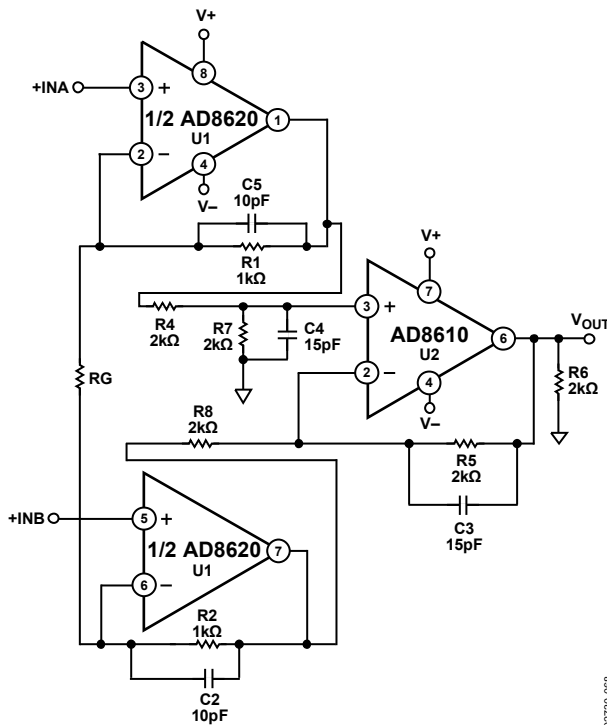 V+
+INA
3
+
8
1/2 AD8620
U1
1
2
−
4
V−
C5
10pF
R1
1kΩ
V+
R4
2kΩ
R7
2kΩ
C4
15pF
3
+
7
AD8610
U2
6
VOUT
2
−
4
V−
R6
2kΩ
RG
R8
2kΩ
R5
2kΩ
C3
15pF
+INB
5
+
1/2 AD8620
U1
7
6
−
R2
1kΩ
C2
10pF